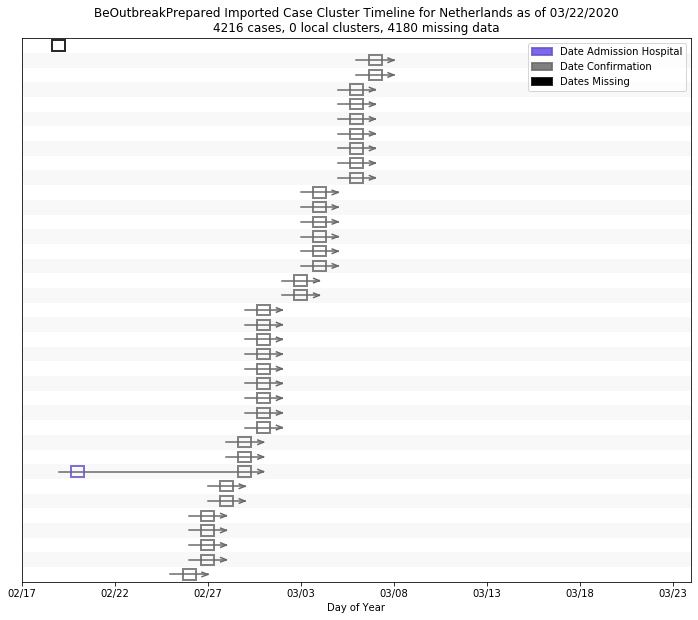 BeOutbreakPrepared Imported Case Cluster Timeline for Netherlands as of 03/22/2020
4216 cases, 0 local clusters, 4180 missing data
Date Admission Hospital
Date Confirmation
Dates Missing
02/17 02/22 02/27 03/03 03/08 03/13 03/18 03/23
Day of Year